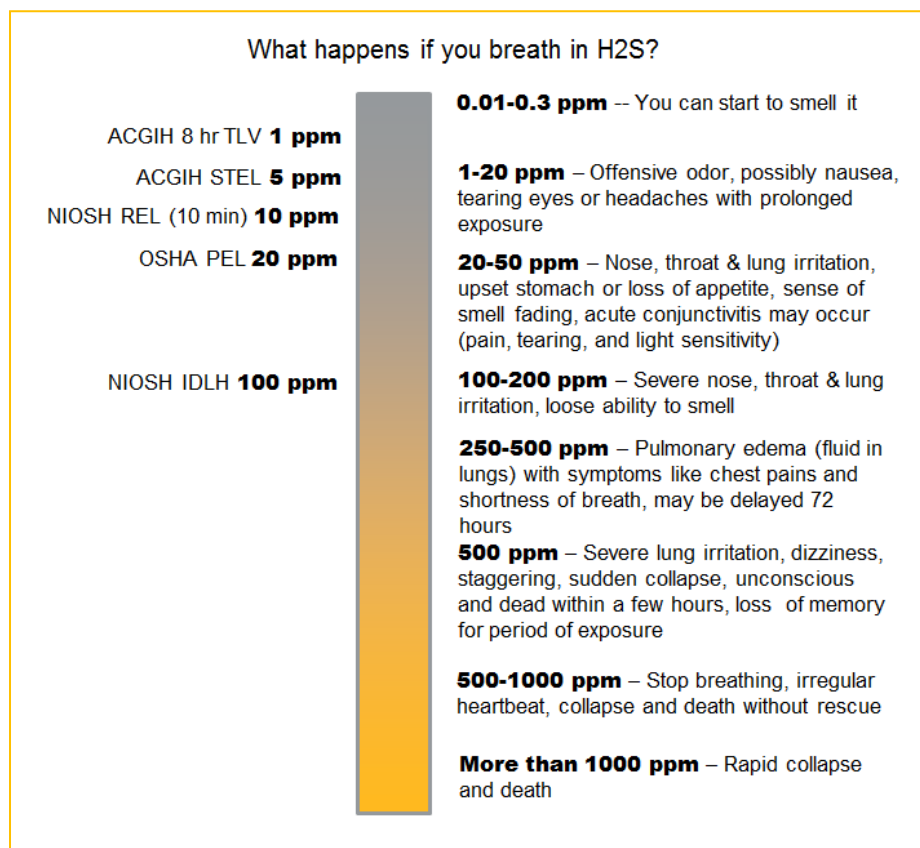 What happens if you breath in H2S?
ACGIH 8 hr TLV 1 ppm
ACGIH STEL 5 ppm
NIOSH REL (10 min) 10 ppm
OSHA PEL 20 ppm
NIOSH IDLH 100 ppm
0.01-0.3 ppm -- You can start to smell it
1-20 ppm – Offensive odor, possibly nausea,
tearing eyes or headaches with prolonged
exposure
20-50 ppm – Nose, throat & lung irritation,
upset stomach or loss of appetite, sense of
smell fading, acute conjunctivitis may occur
(pain, tearing, and light sensitivity)
100-200 ppm – Severe nose, throat & lung
irritation, loose ability to smell
250-500 ppm – Pulmonary edema (fluid in
lungs) with symptoms like chest pains and
shortness of breath, may be delayed 72
hours
500 ppm – Severe lung irritation, dizziness,
staggering, sudden collapse, unconscious
and dead within a few hours, loss of memory
for period of exposure
500-1000 ppm – Stop breathing, irregular
heartbeat, collapse and death without rescue
More than 1000 ppm – Rapid collapse
and death